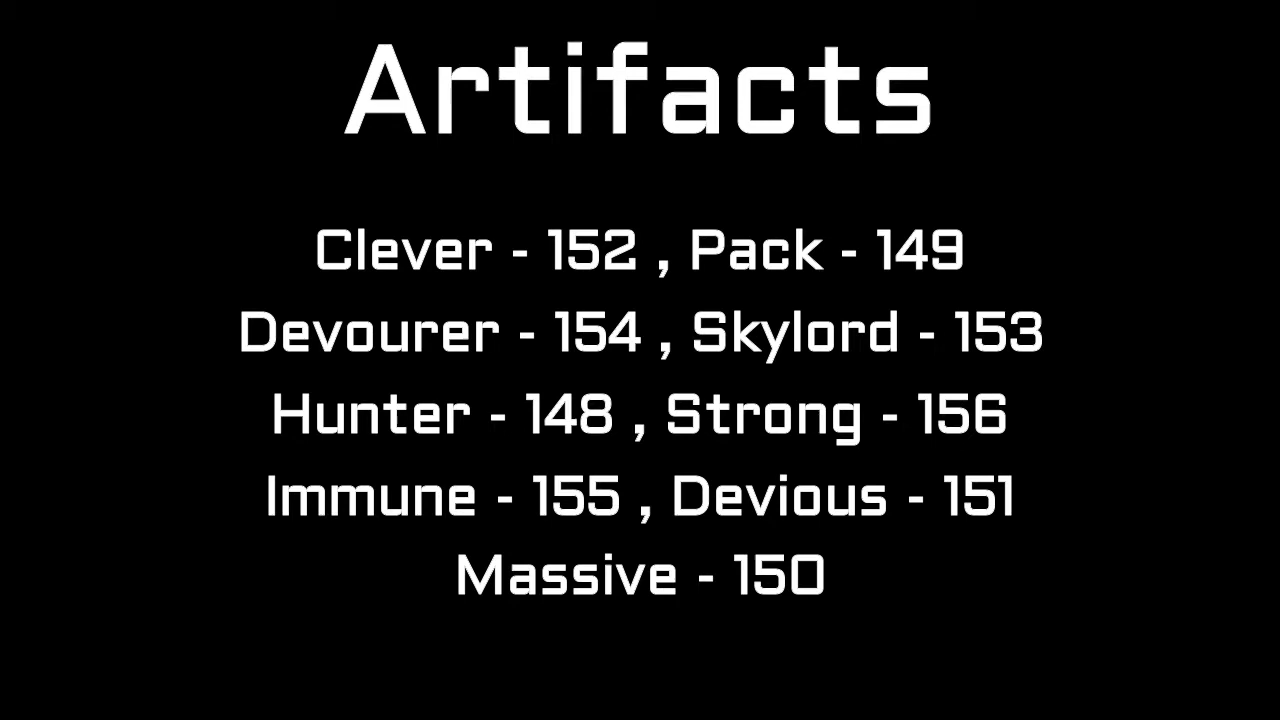 Artifacts
Clever - 152 , Pack - 149
Devourer - 154 , Skylord - 153
Hunter - 148 , Strong - 156
Immune - 155 , Devious - 151
Massive - 150